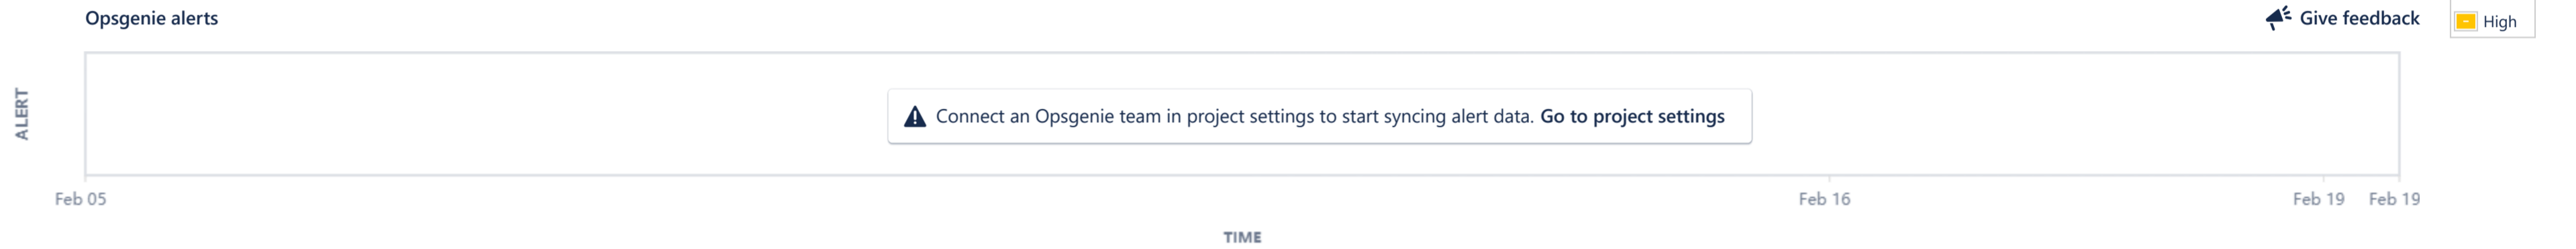 Opsgenie alerts
Give feedback
High
ALERT
Connect an Opsgenie team in project settings to start syncing alert data. Go to project settings
Feb 05
Feb 16
Feb 19
Feb 19
TIME